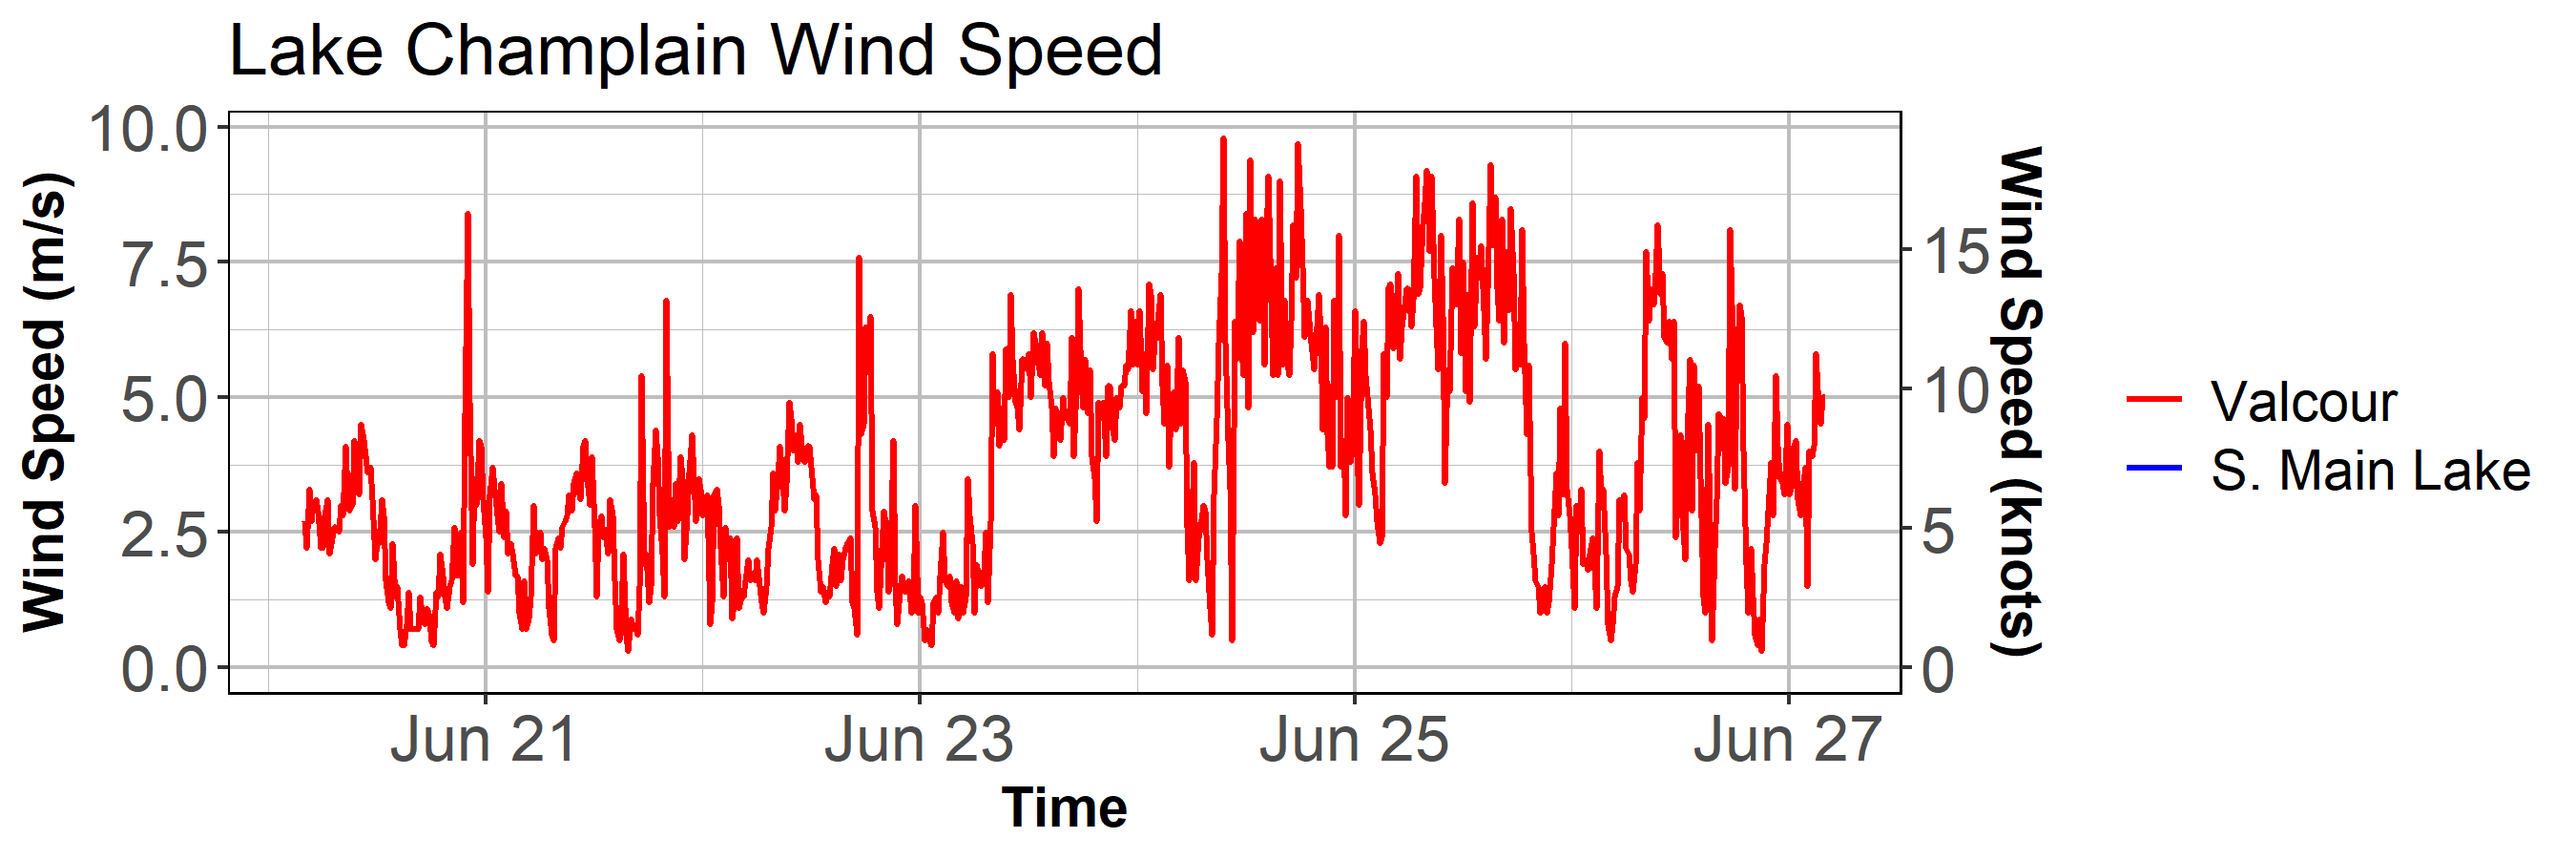 Lake Champlain Wind Speed
10.0
7.5
5.0
2.5
0.0
Wind Speed (m/s)
15
10
5
0
Wind Speed (knots)
Jun 21
Jun 23
Jun 25
Jun 27
Time
Valcour
S. Main Lake